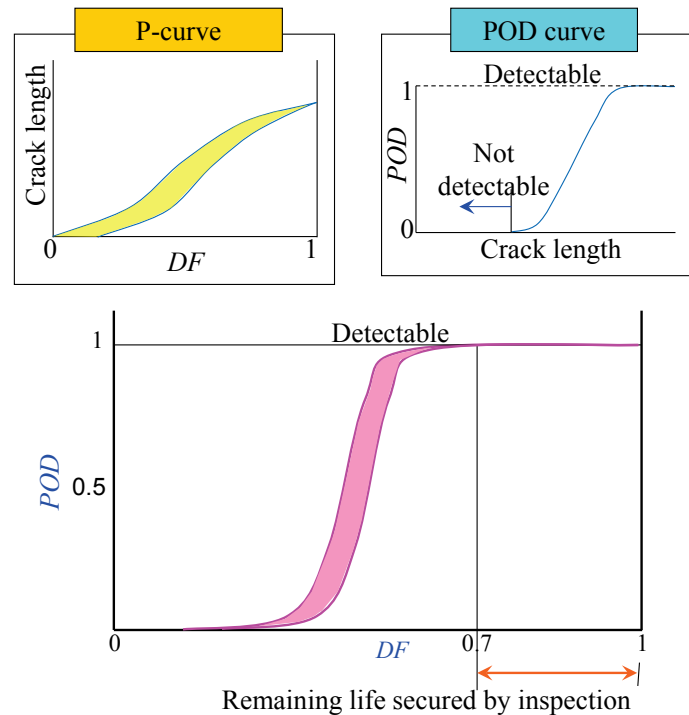 P-curve
Crack length
0
1
DF
POD curve
Detectable
1
POD
Not
detectable
0
Crack length
Detectable
1
POD
0.5
0
DF
0.7
1
Remaining life secured by inspection